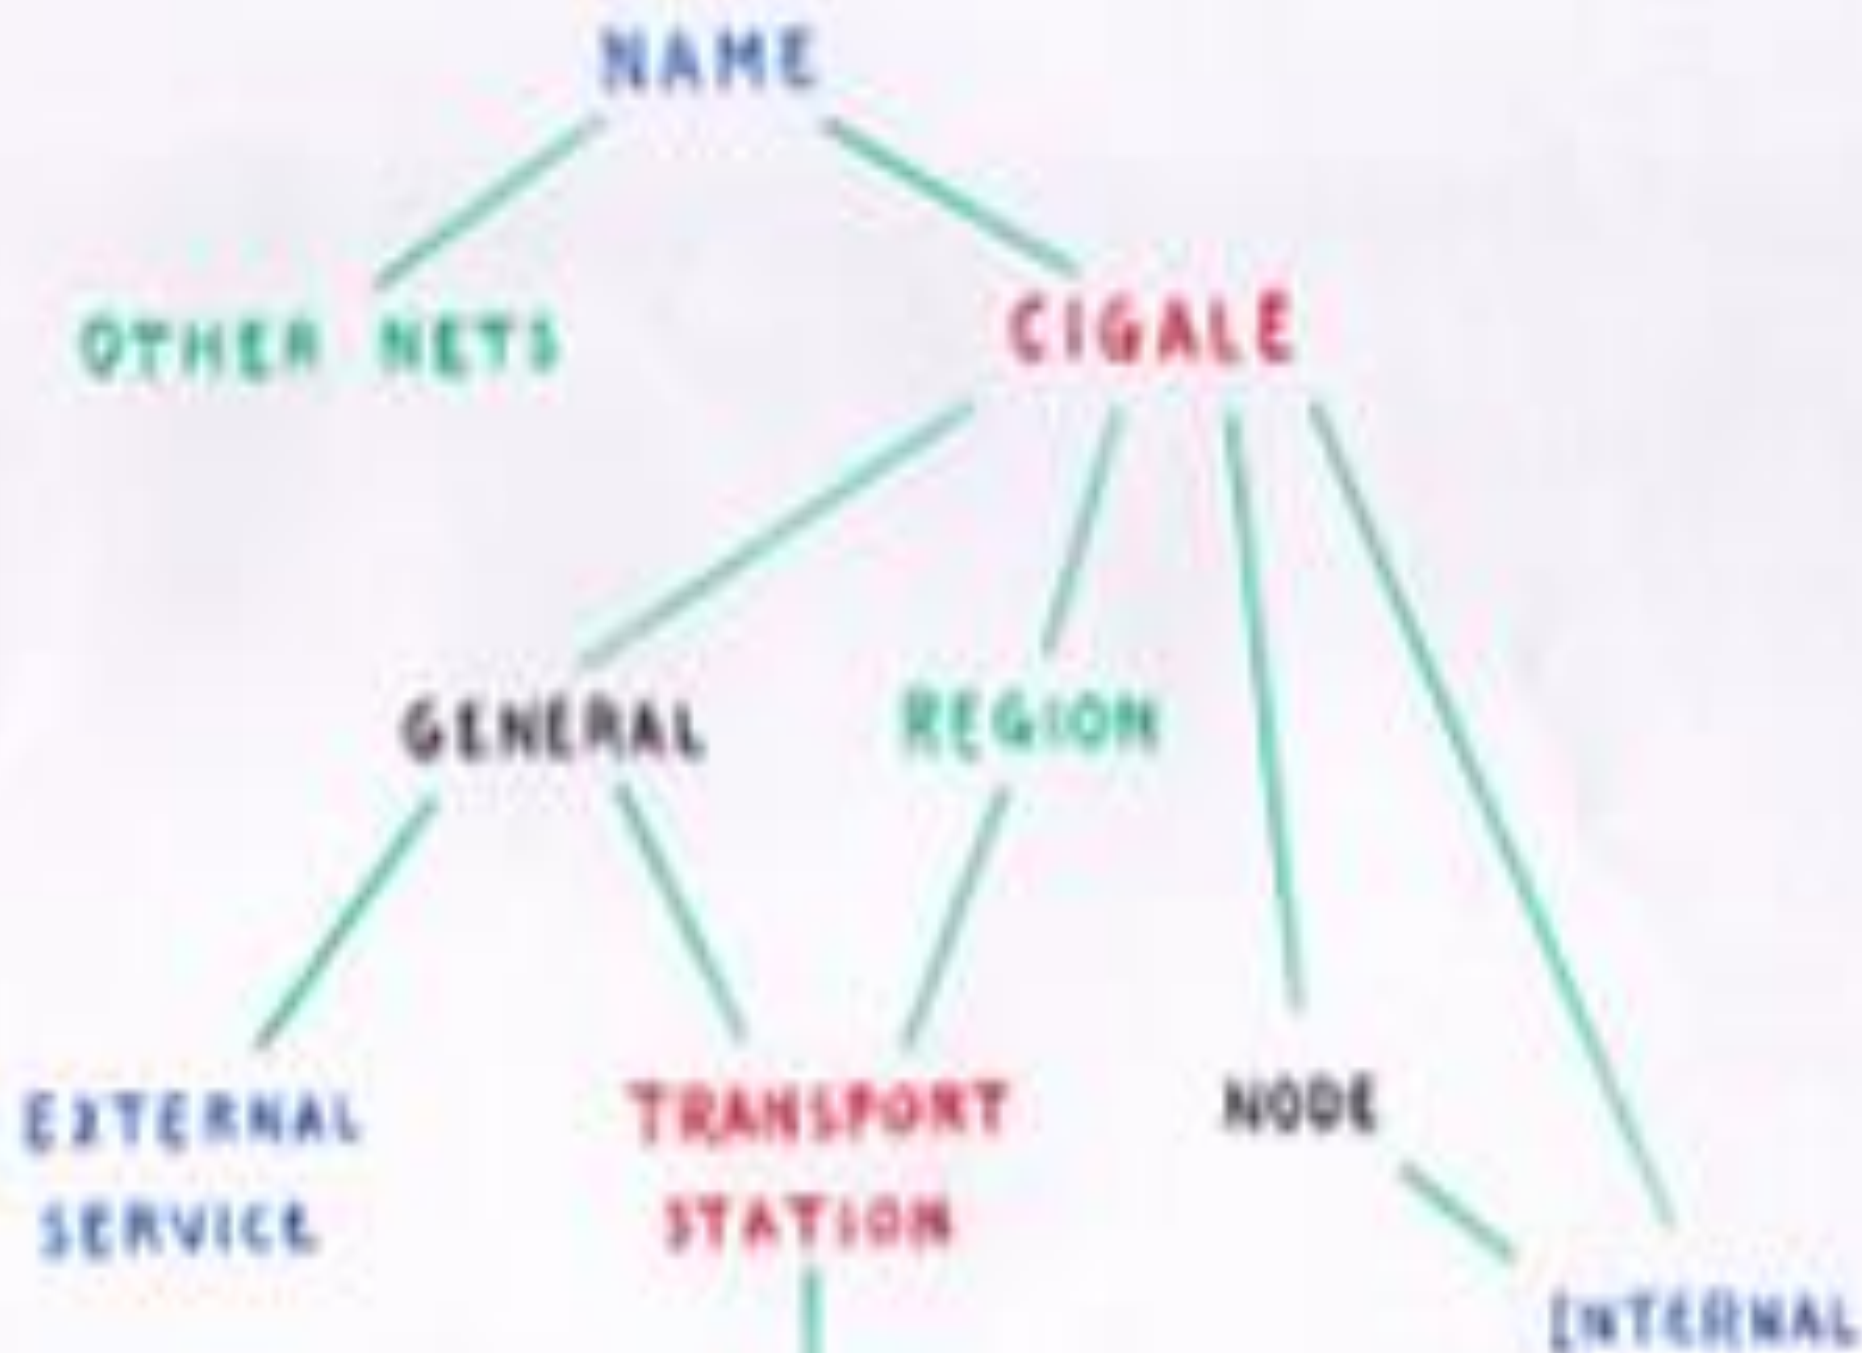 NAME
OTHER NETS
CIGALE
GENERAL
REGION
EXTERNAL
SERVICE
TRANSPORT
STATION
NODE
INTERNAL